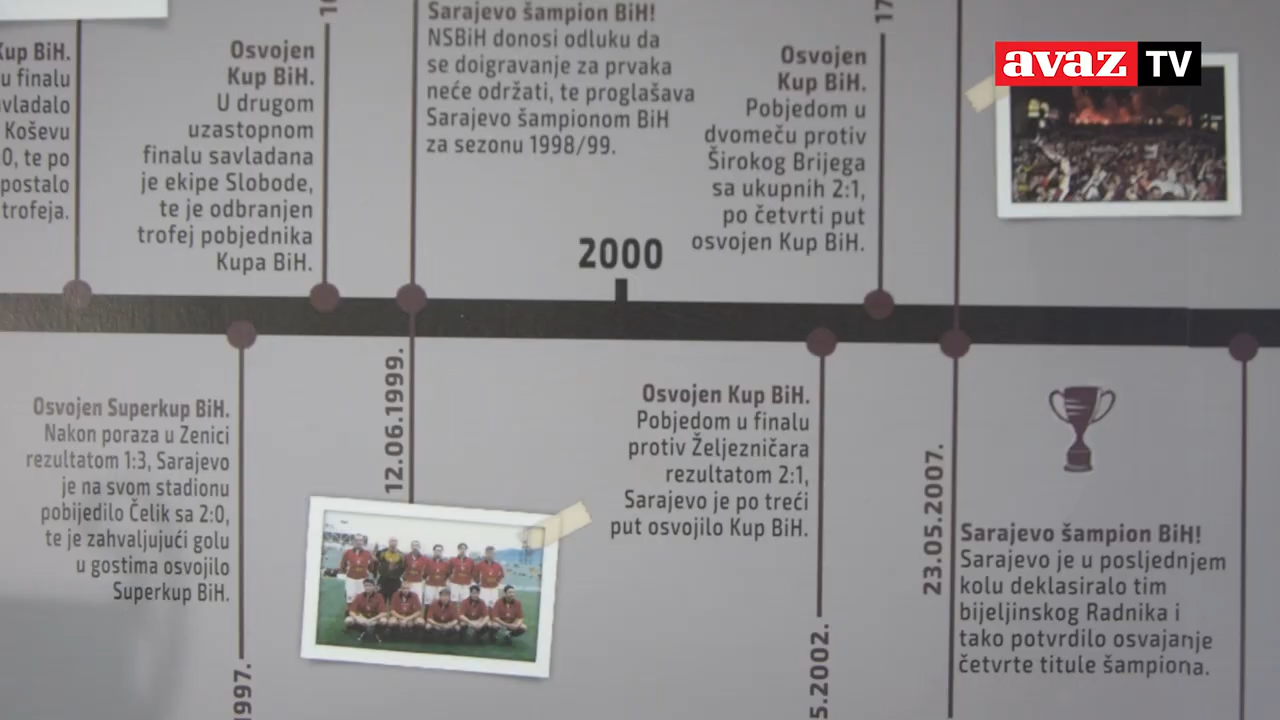 Kup BiH.
u finalu
Koševu
0, te po
postalo
trofeja.
Osvojen
Kup BiH.
U drugom
uzastopnom
finalu savladana
je ekipe Slobode,
te je odbranjen
trofej pobjednika
Kupa BiH.
Sarajevo šampion BiH!
NSBiH donosi odluku da
se doigravanje za prvaka
neće održati, te proglašava
Sarajevo šampionom BiH
za sezonu 1998/99.
2000
17
Osvojen
Kup BiH.
Pobjedom u
dvomeču protiv
Širokog Brijega
sa ukupnih 2:1,
po četvrti put
osvojen Kup BiH.
avaz TV
Osvojen Superkup BiH.
Nakon poraza u Zenici
rezultatom 1:3, Sarajevo
je na svom stadionu
pobijedilo Čelik sa 2:0,
te je zahvaljujući golu
u gostima osvojilo
Superkup BiH.
1997.
12.06.1999.
Osvojen Kup BiH.
Pobjedom u finalu
protiv Željezničara
rezultatom 2:1,
Sarajevo je po treći
put osvojilo Kup BiH.
5.2002.
23.05.2007.
Sarajevo šampion BiH!
Sarajevo je u posljednjem
kolu deklasiralo tim
bijeljinskog Radnika i
tako potvrdilo osvajanje
četvrte titule šampiona.